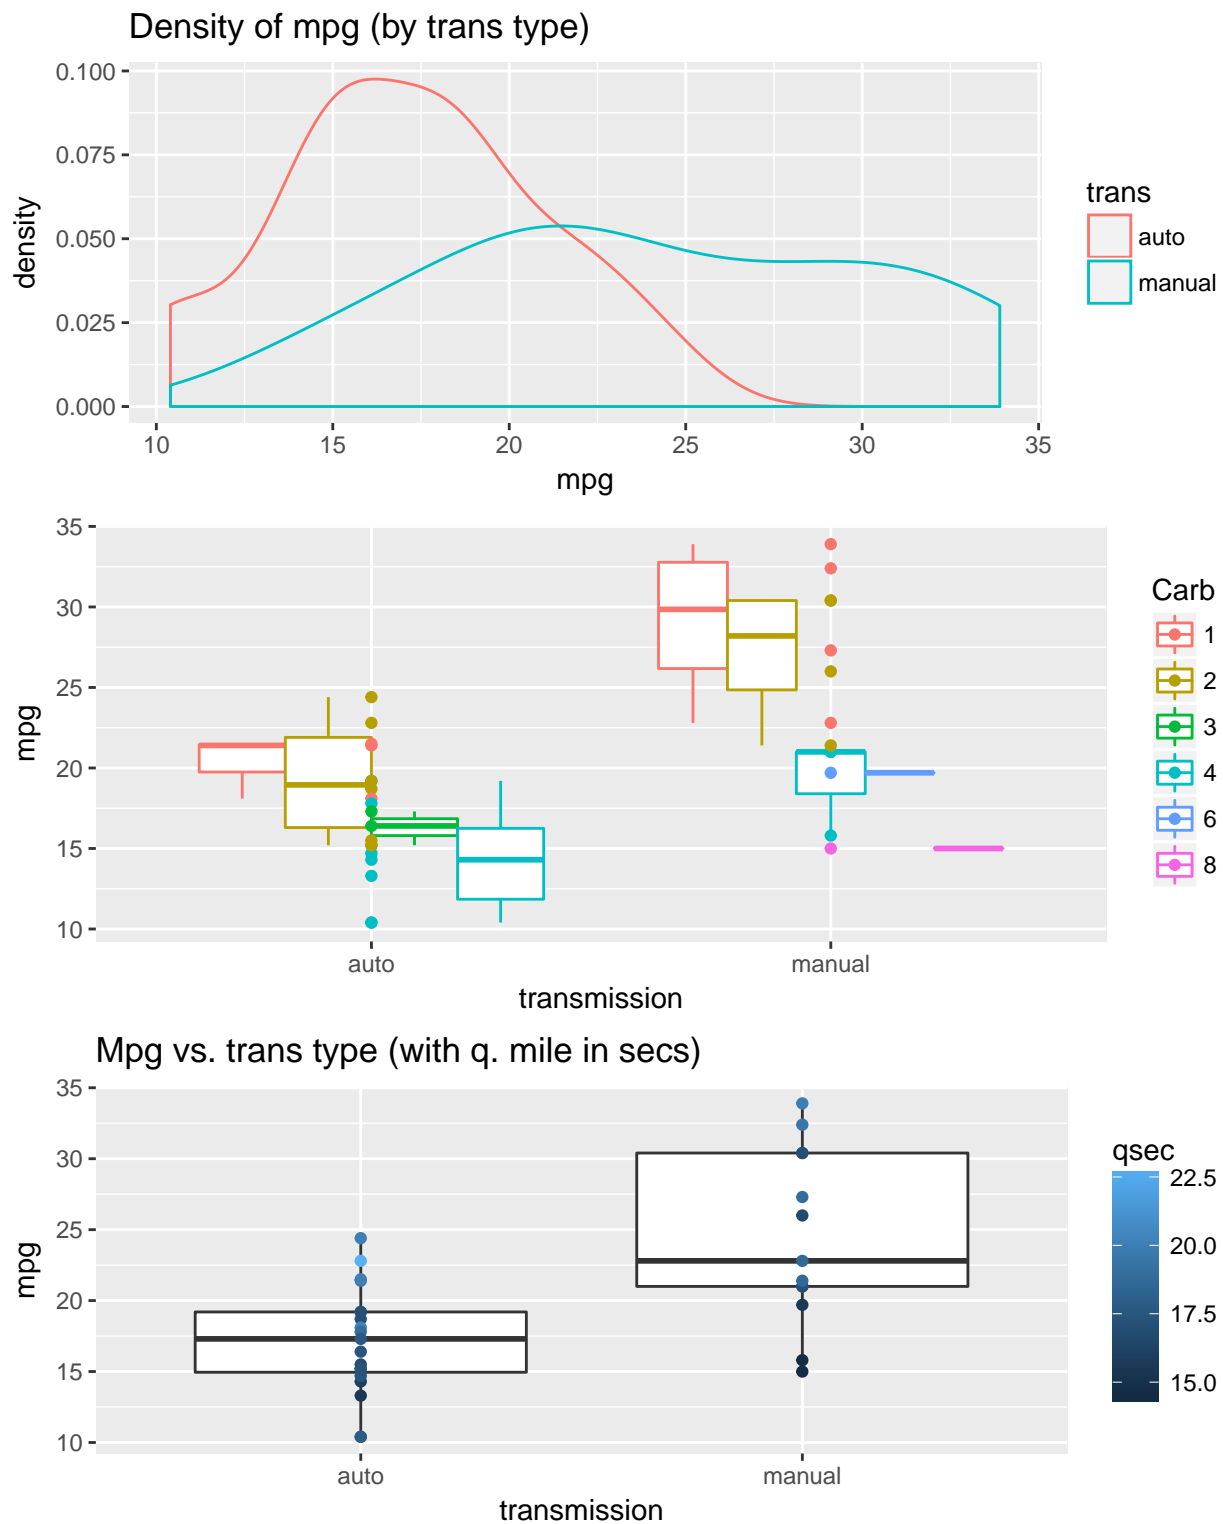 Density of mpg (by trans type)
0.100
0.075
0.050
0.025
0.000
density
10 15 20 25 30 35
mpg
trans
auto
manual
35
30
25
20
15
10
mpg
auto manual
transmission
Carb
1
2
3
4
6
8
Mpg vs. trans type (with q. mile in secs)
35
30
25
20
15
10
mpg
auto manual
transmission
qsec
22.5
20.0
17.5
15.0